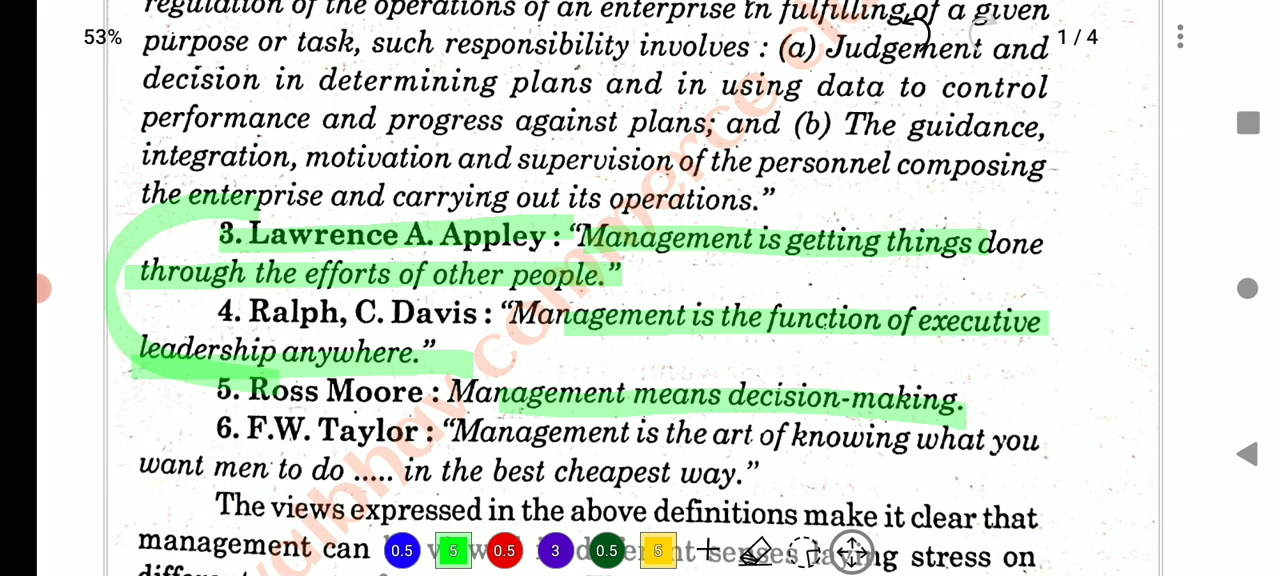 regulation of the operations of an enterprise in fulfilling of a given
53%
purpose or task, such responsibility involves : (a) Judgement and
1 / 4
decision in determining plans and in using data to control
performance and progress against plans; and (b) The guidance,
integration, motivation and supervision of the personnel composing
the enterprise and carrying out its operations.”
3. Lawrence A. Appley : “Management is getting things done
through the efforts of other people.”
4. Ralph, C. Davis : “Management is the function of executive
leadership anywhere.”
5. Ross Moore : Management means decision-making.
6. F.W. Taylor : “Management is the art of knowing what you
want men to do ..... in the best cheapest way.”
The views expressed in the above definitions make it clear that
management can stress on
0.5 5 0.5 3 0.5 5